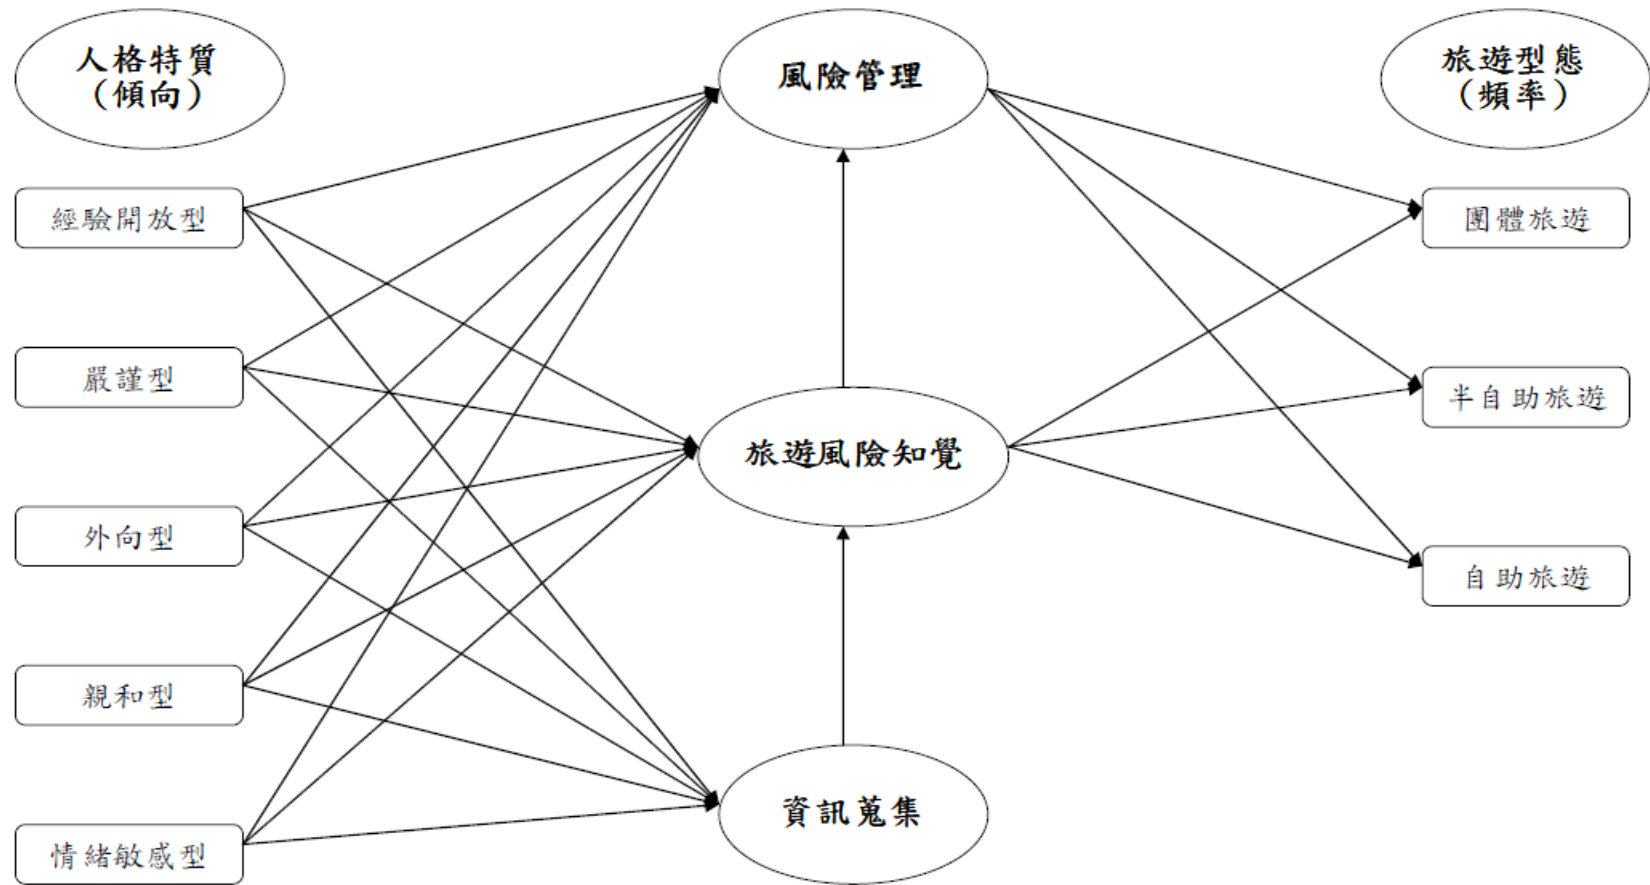 人格特質
（傾向）
經驗開放型
嚴謹型
外向型
親和型
情緒敏感型
風險管理
旅遊風險知覺
資訊蒐集
旅遊型態
（頻率）
團體旅遊
半自助旅遊
自助旅遊